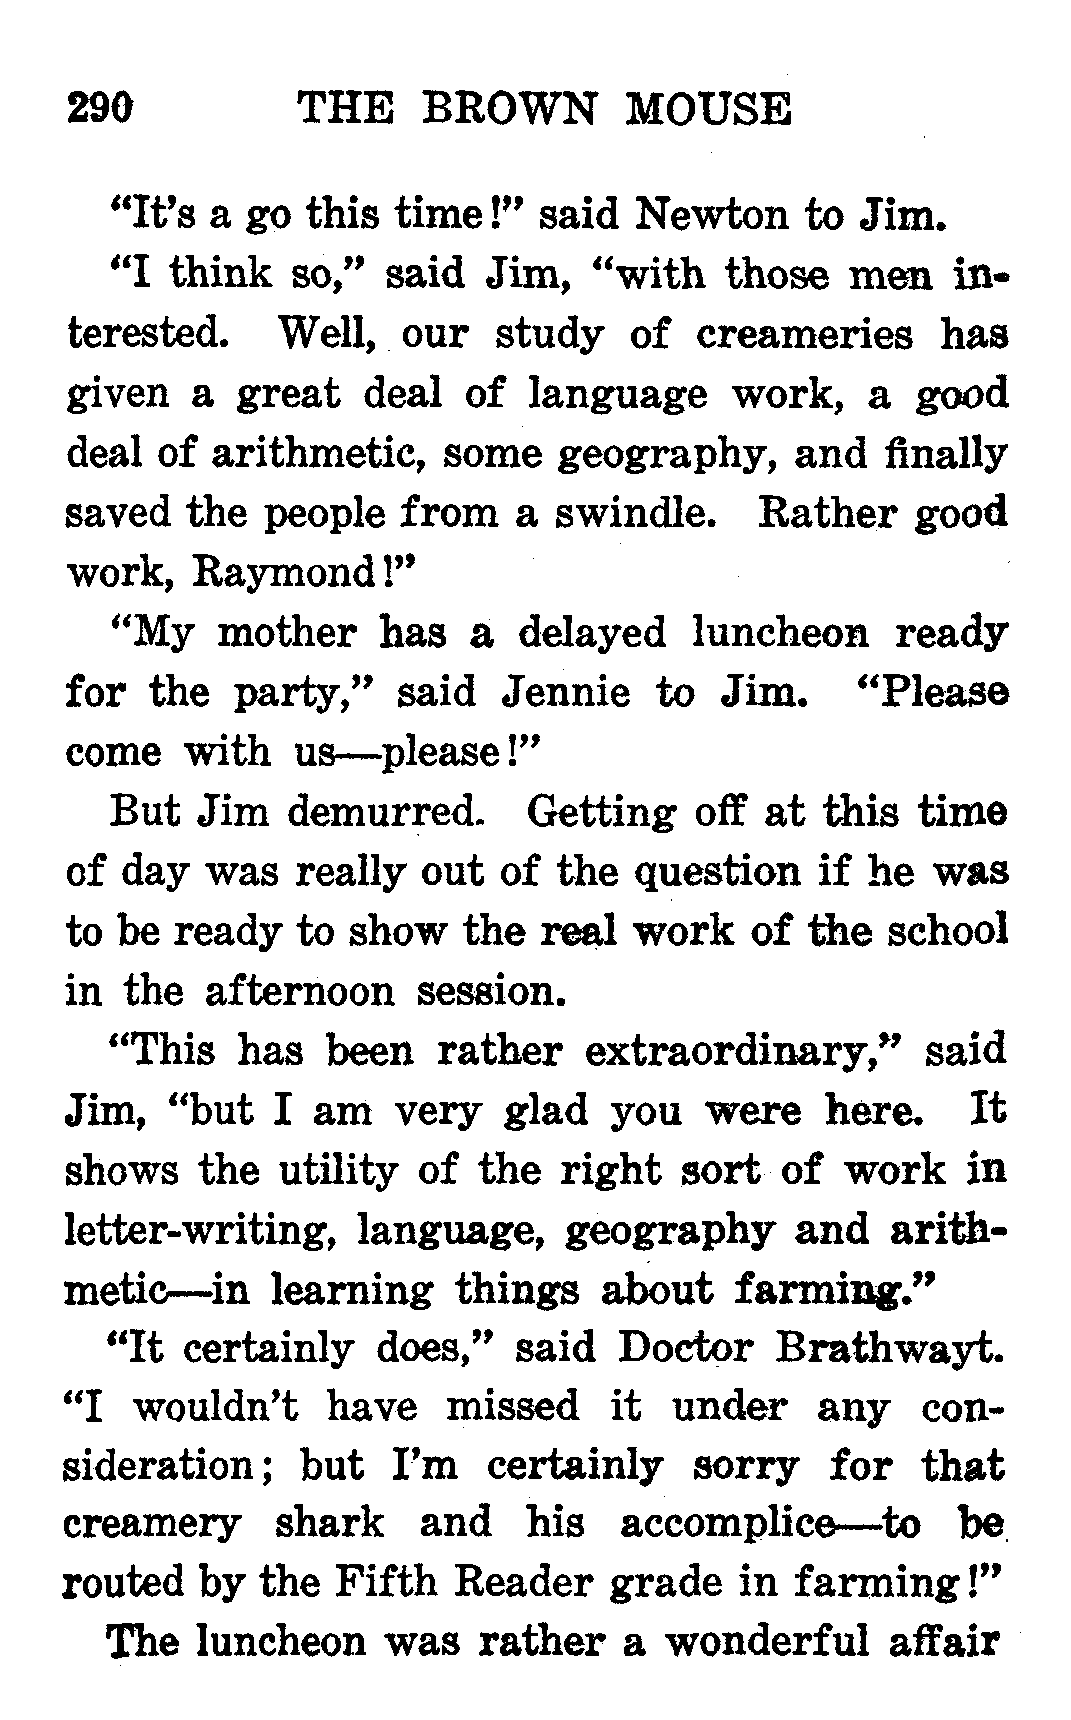 290 THE BROWN MOUSE
“It’s a go this time!” said Newton to Jim.
“I think so,” said Jim, “with those men in-
terested. Well, our study of creameries has
given a great deal of language work, a good
deal of arithmetic, some geography, and finally
saved the people from a swindle. Rather good
work, Raymond!”
“My mother has a delayed luncheon ready
for the party,” said Jennie to Jim. “Please
come with us—please!”
But Jim demurred. Getting off at this time
of day was really out of the question if he was
to be ready to show the real work of the school
in the afternoon session.
“This has been rather extraordinary,” said
Jim, “but I am very glad you were here. It
shows the utility of the right sort of work in
letter-writing, language, geography and arith-
metic—in learning things about farming.”
“It certainly does,” said Doctor Brathwayt.
“I wouldn’t have missed it under any con-
sideration; but I’m certainly sorry for that
creamery shark and his accomplice—to be
routed by the Fifth Reader grade in farming!”
The luncheon was rather a wonderful affair